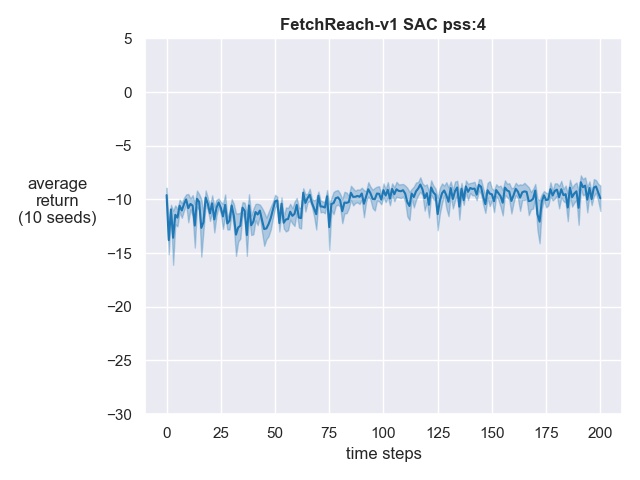 FetchReach-v1 SAC pss:4
5
0
−5
−10
−15
−20
−25
−30
average
return
(10 seeds)
0 25 50 75 100 125 150 175 200
time steps